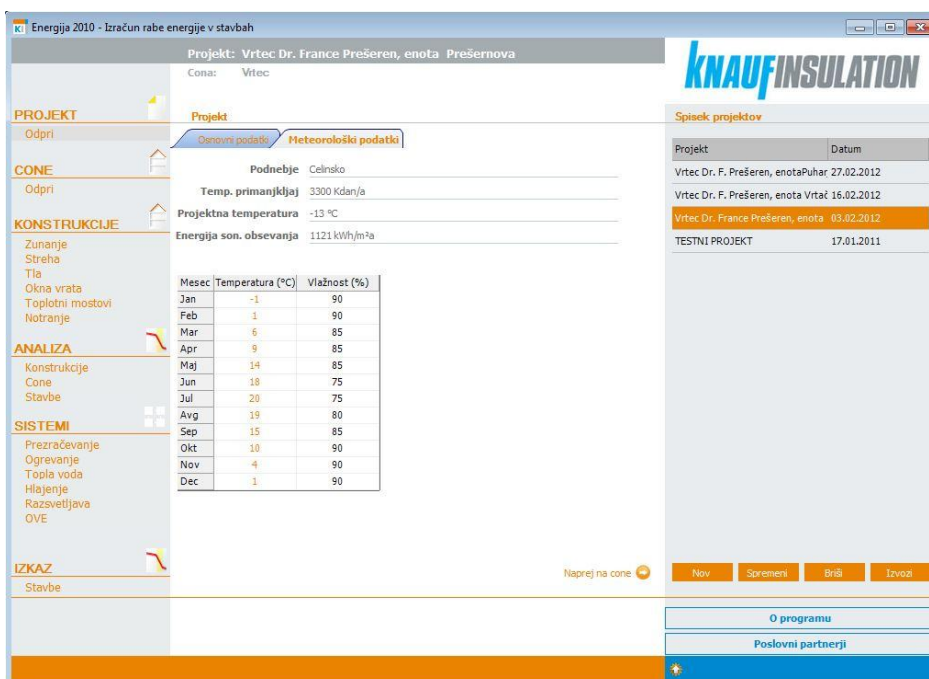 Energija 2010 - Izračun rabe energije v stavbah
Projekt: Vrtec Dr. France Prešeren, enota Prešernova
Cona: Vrtec
KNAUFINSULATION
PROJEKT
Odpri
CONE
Odpri
KONSTRUKCIJE
Zunanje
Streha
Tla
Okna vrata
Toplotni mostovi
Notranje
ANALIZA
Konstrukcije
Cone
Stavbe
SISTEMI
Prezračevanje
Ogrevanje
Topla voda
Hlajenje
Razsvetljava
OVE
IZKAZ
Stavbe
Projekt
Osnovni podatki Meteorološki podatki
Podnebje Celinsko
Temp. primanjkljaj 3300 Kdan/a
Projektna temperatura -13 °C
Energija son. obsevanja 1121 kWh/m²a
Mesec Temperatura (°C) Vlažnost (%)
Jan -1 90
Feb 1 90
Mar 6 85
Apr 9 85
Maj 14 85
Jun 18 75
Jul 20 75
Avg 19 80
Sep 15 85
Okt 10 90
Nov 4 90
Dec 1 90
Naprej na cone
Spisek projektov
Projekt Datum
Vrtec Dr. F. Prešeren, enotaPuhar 27.02.2012
Vrtec Dr. F. Prešeren, enota Vrtač 16.02.2012
Vrtec Dr. France Prešeren, enota 03.02.2012
TESTNI PROJEKT 17.01.2011
Nov Spremeni Briši Izvozi
O programu
Poslovni partnerji